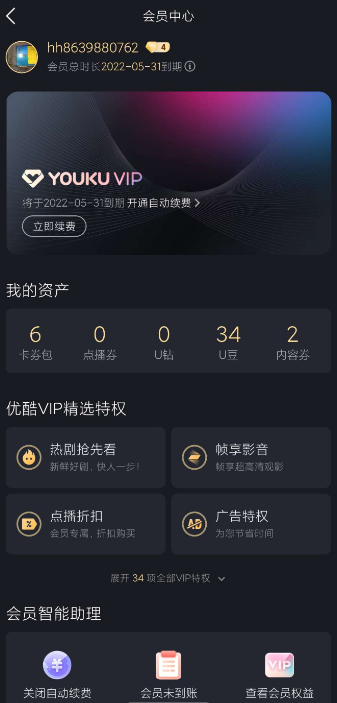 会员中心
hh8639880762 4
会员总时长2022-05-31到期
YOUKU VIP
将于2022-05-31到期 开通自动续费
立即续费
我的资产
6 0 0 34 2
卡券包 点播券 U钻 U豆 内容券
优酷VIP精选特权
热剧抢先看
新鲜好剧，快人一步！
帧享影音
帧享超高清观影
点播折扣
会员专属，折扣购买
广告特权
为您节省时间
展开 34 项全部VIP特权
会员智能助理
关闭自动续费 会员未到账 查看会员权益